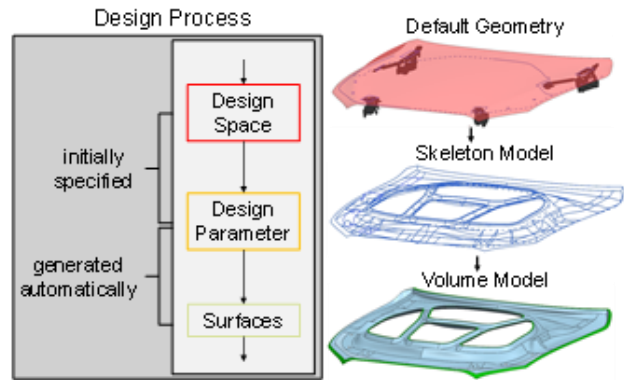 Design Process
Design
Space
initially
specified
Design
Parameter
generated
automatically
Surfaces
Default Geometry
Skeleton Model
Volume Model